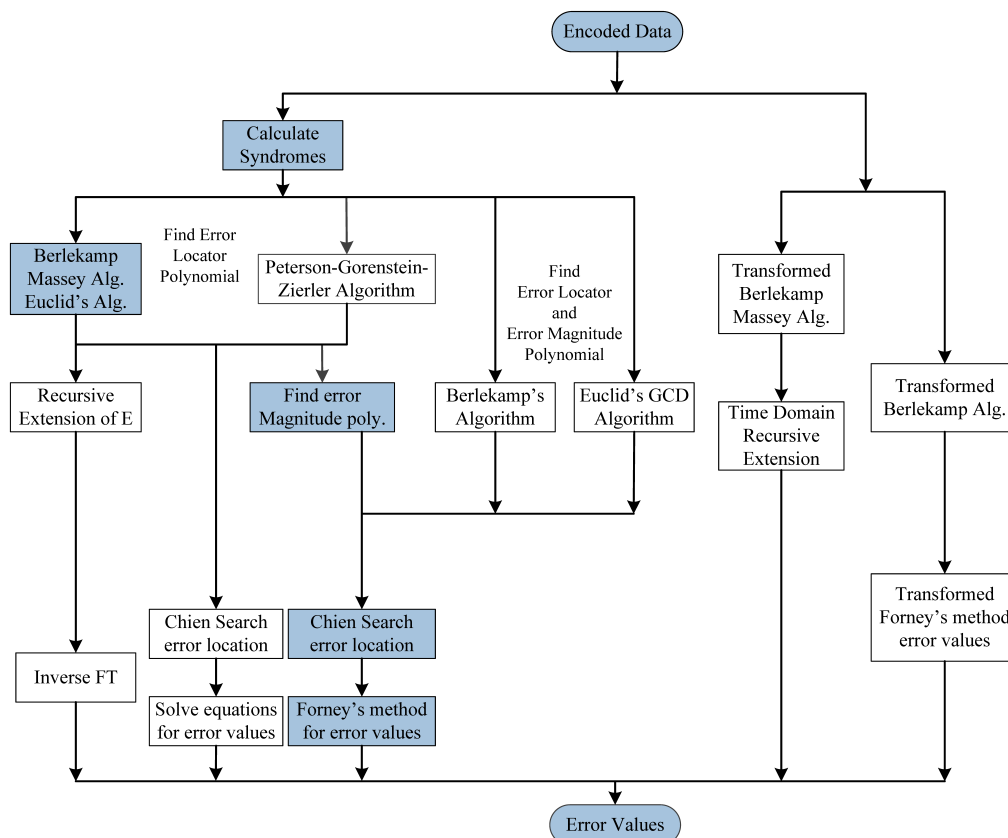 Encoded Data
Calculate
Syndromes
Berlekamp
Massey Alg.
Euclid's Alg.
Find Error
Locator
Polynomial
Peterson-Gorenstein-
Zierler Algorithm
Find
Error Locator
and
Error Magnitude
Polynomial
Transformed
Berlekamp
Massey Alg.
Recursive
Extension of E
Find error
Magnitude poly.
Berlekamp's
Algorithm
Euclid's GCD
Algorithm
Time Domain
Recursive
Extension
Transformed
Berlekamp Alg.
Chien Search
error location
Chien Search
error location
Transformed
Forney's method
error values
Inverse FT
Solve equations
for error values
Forney's method
for error values
Error Values